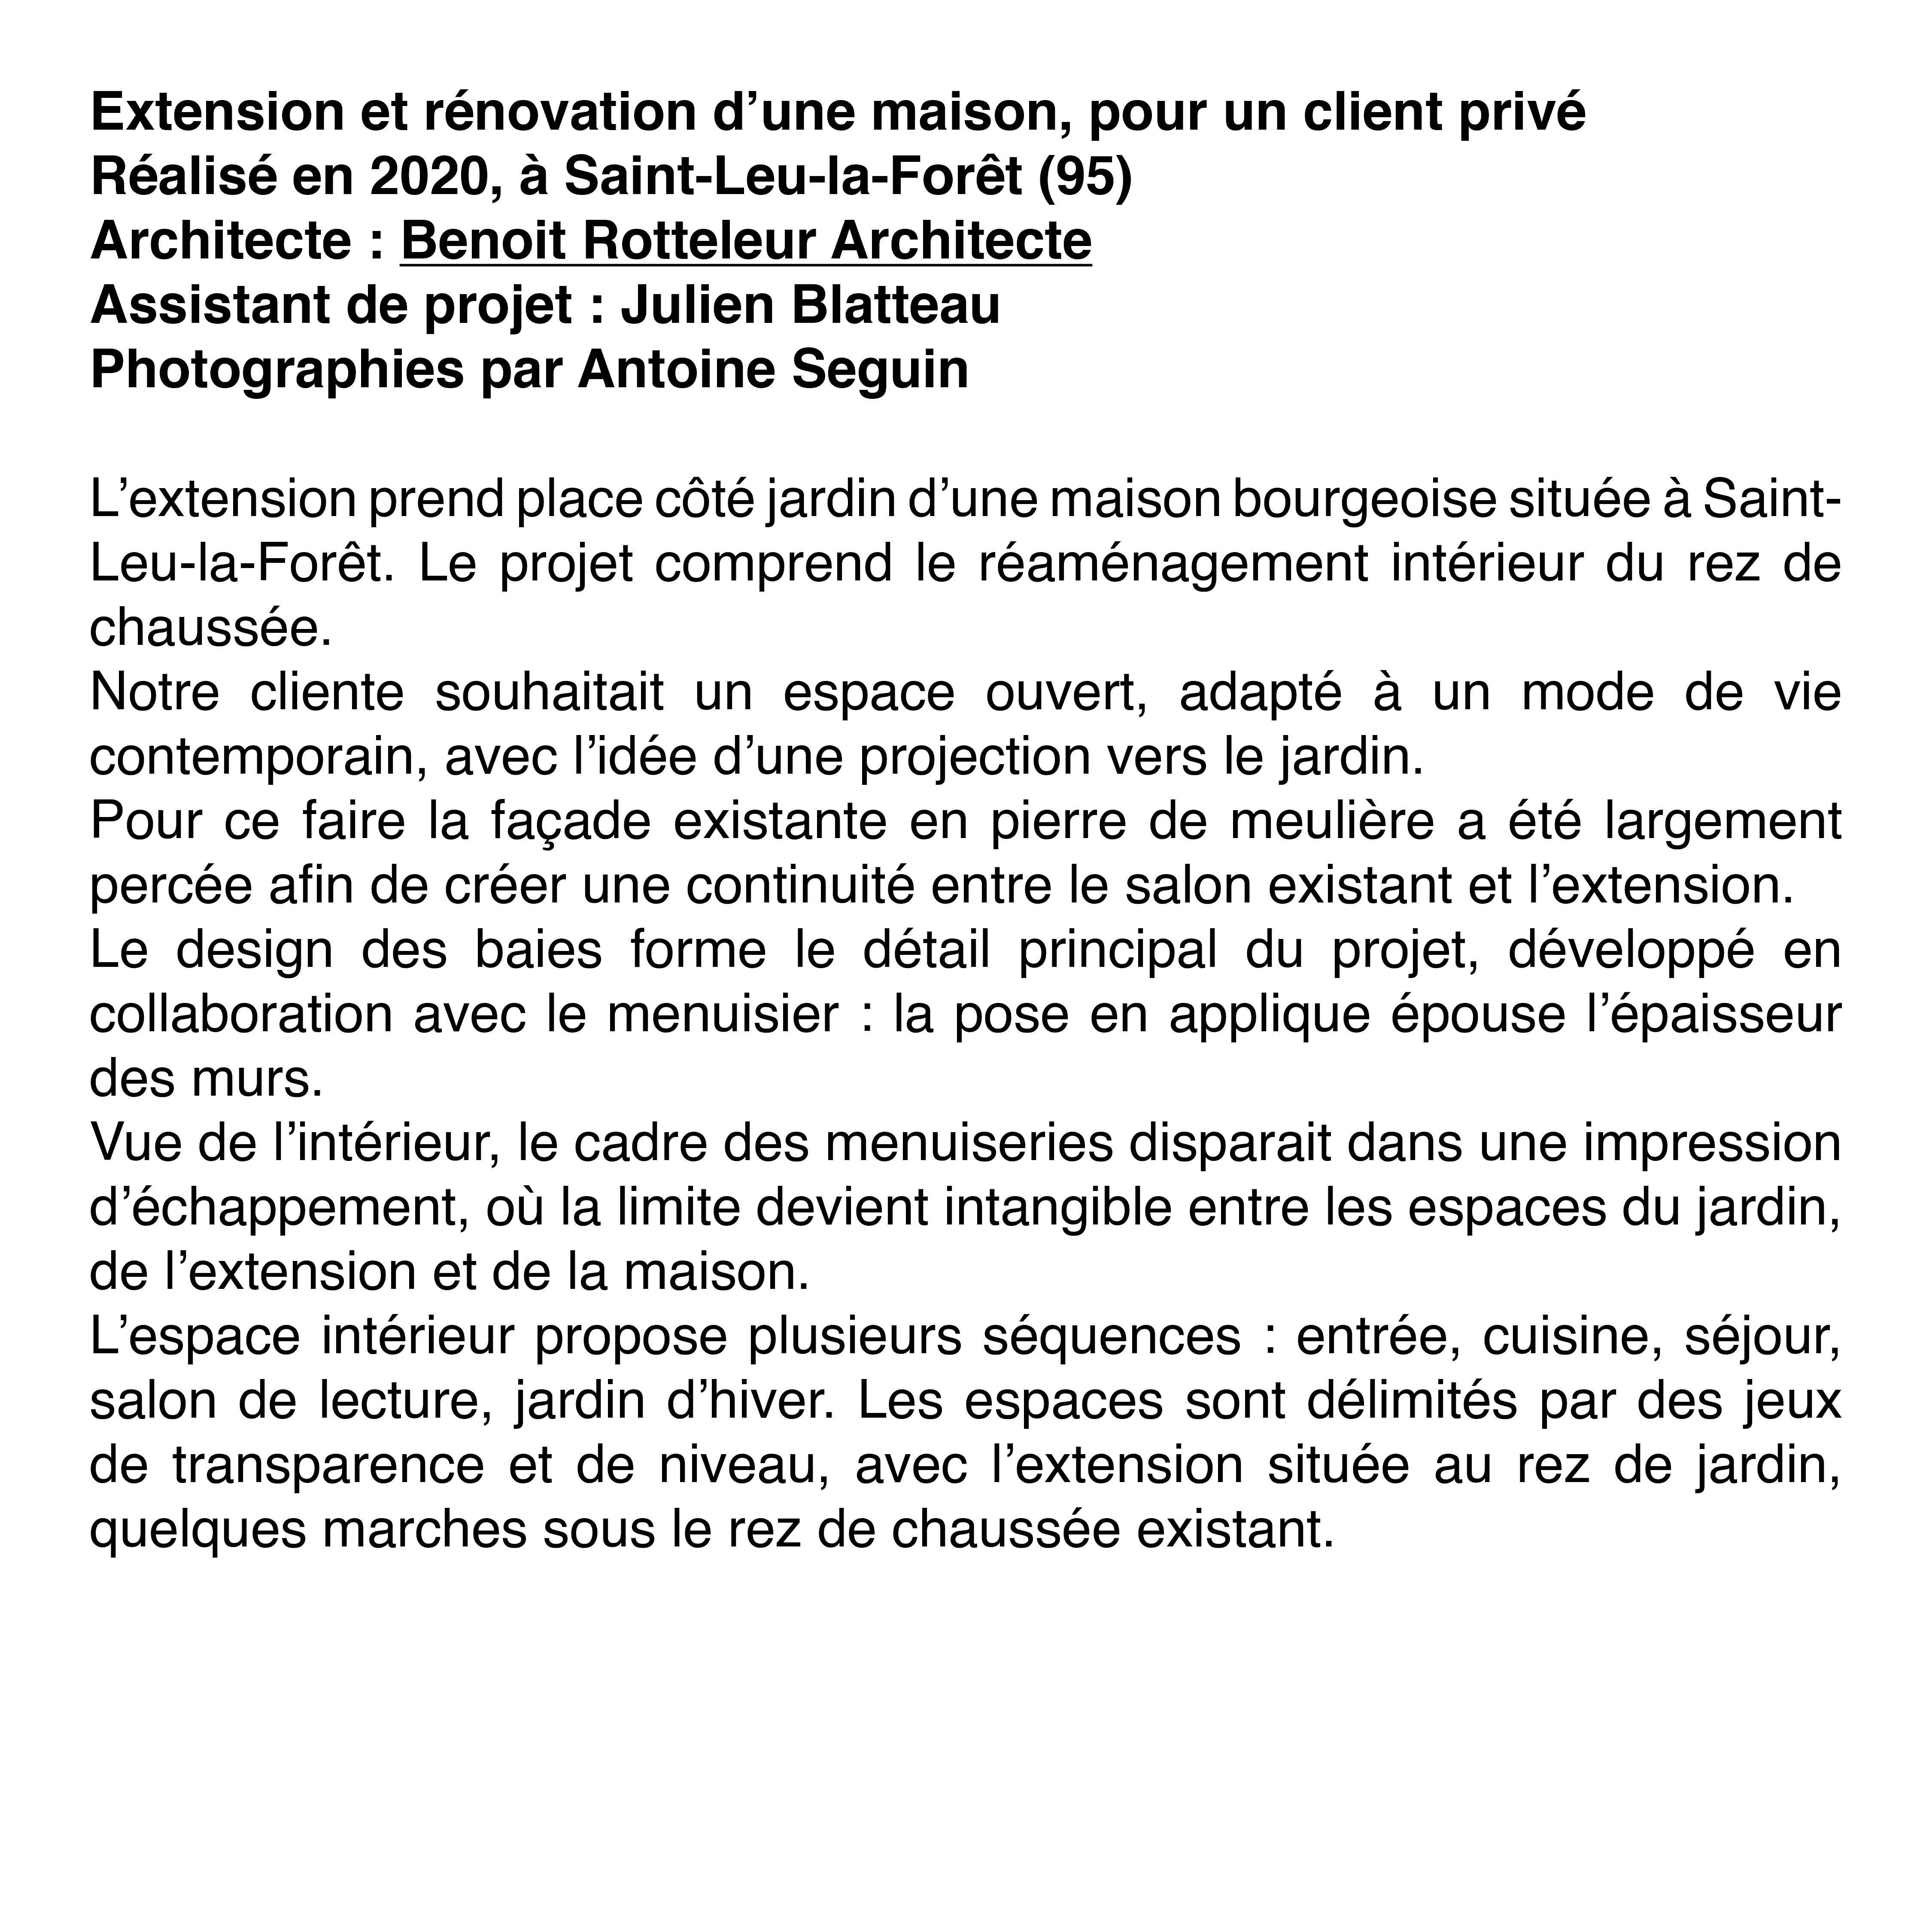 Extension et rénovation d’une maison, pour un client privé
Réalisé en 2020, à Saint-Leu-la-Forêt (95)
Architecte : Benoit Rotteleur Architecte
Assistant de projet : Julien Blatteau
Photographies par Antoine Seguin
L’extension prend place côté jardin d’une maison bourgeoise située à Saint-
Leu-la-Forêt. Le projet comprend le réaménagement intérieur du rez de
chaussée.
Notre cliente souhaitait un espace ouvert, adapté à un mode de vie
contemporain, avec l’idée d’une projection vers le jardin.
Pour ce faire la façade existante en pierre de meulière a été largement
percée afin de créer une continuité entre le salon existant et l’extension.
Le design des baies forme le détail principal du projet, développé en
collaboration avec le menuisier : la pose en applique épouse l’épaisseur
des murs.
Vue de l’intérieur, le cadre des menuiseries disparait dans une impression
d’échappement, où la limite devient intangible entre les espaces du jardin,
de l’extension et de la maison.
L’espace intérieur propose plusieurs séquences : entrée, cuisine, séjour,
salon de lecture, jardin d’hiver. Les espaces sont délimités par des jeux
de transparence et de niveau, avec l’extension située au rez de jardin,
quelques marches sous le rez de chaussée existant.